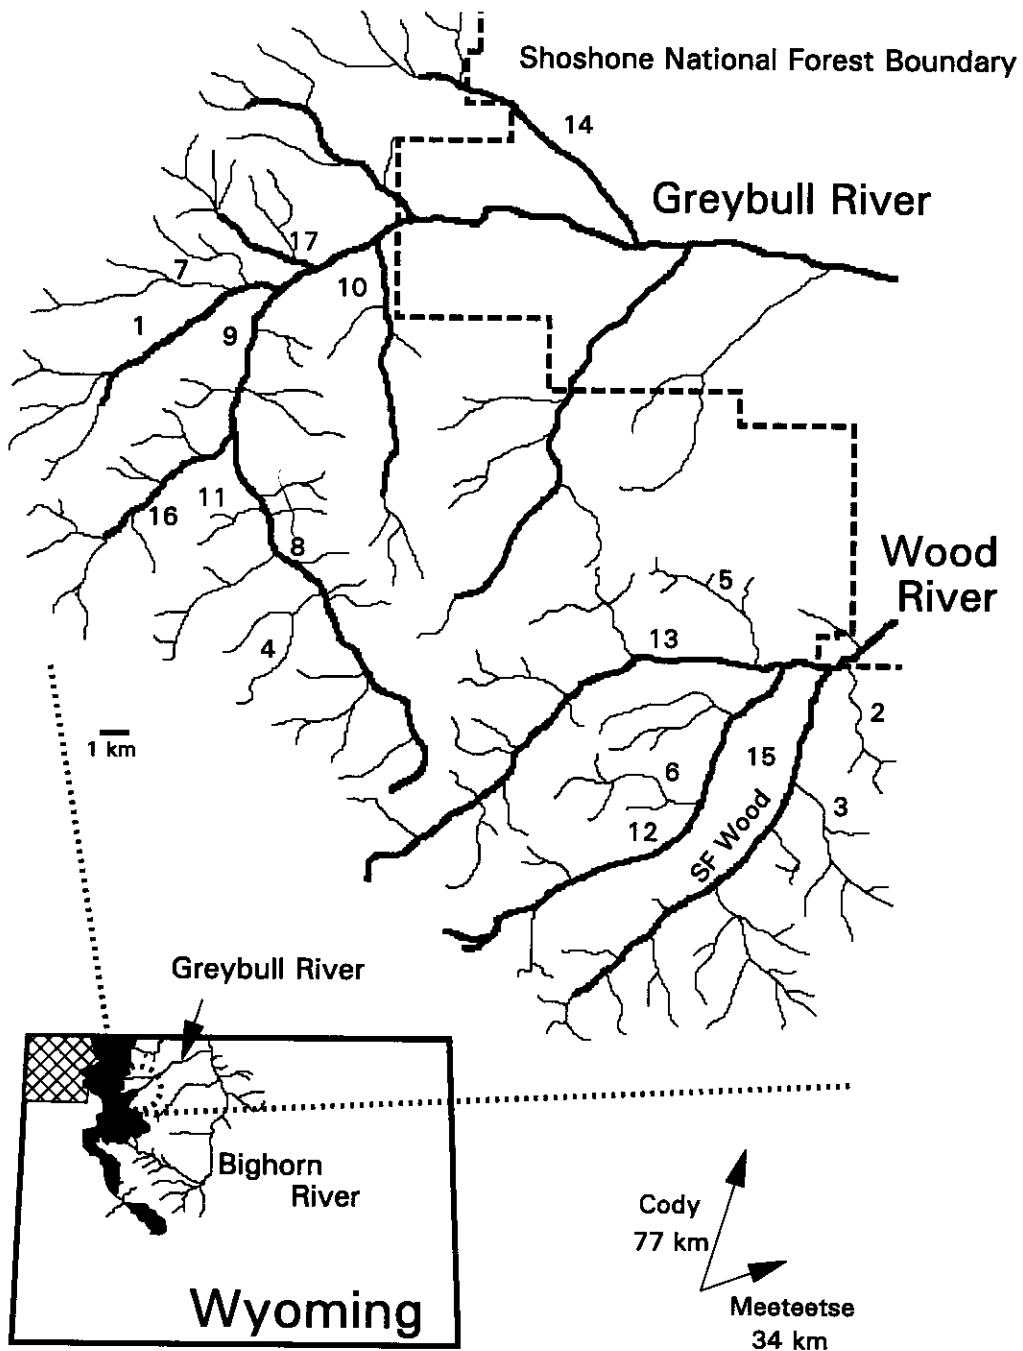 Shoshone National Forest Boundary
14
Greybull River
17
7
10
1
9
11
16
8
Wood
River
5
4
13
2
1 km
15
6
3
12
SF Wood
Greybull River
Bighorn
River
Cody
77 km
Wyoming
Meeteetse
34 km